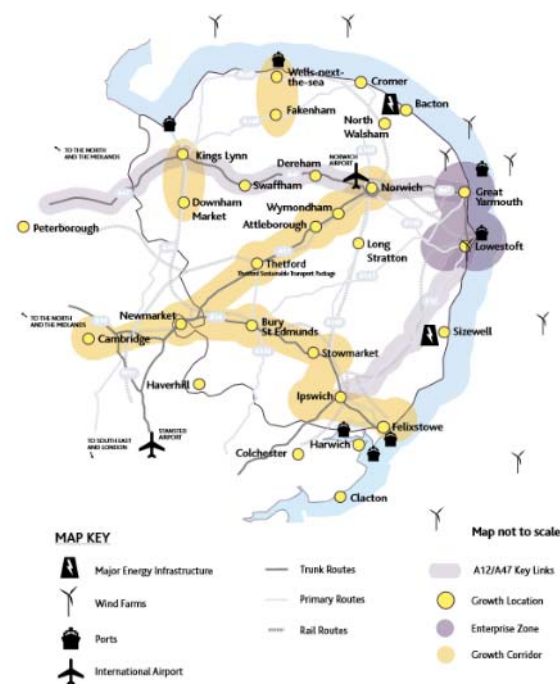 Wells-next-
the-sea
Cromer
Fakenham
Bacton
North
Walsham
TO THE NORTH
AND THE MIDLANDS
Kings Lynn
Dereham
NORWICH
AIRPORT
Norwich
Great
Yarmouth
Swaffham
Downham
Market
Wymondham
Attleborough
Peterborough
Lowestoft
Long
Stratton
Thetford
TO THE NORTH
AND THE MIDLANDS
Newmarket
Bury
St Edmunds
Sizewell
Cambridge
Stowmarket
Haverhill
Ipswich
STANSTED
AIRPORT
Felixstowe
TO SOUTH EAST
AND LONDON
Harwich
Colchester
Clacton
Map not to scale
MAP KEY
Major Energy Infrastructure
Trunk Routes
A12/A47 Key Links
Wind Farms
Primary Routes
Growth Location
Ports
Rail Routes
Enterprise Zone
International Airport
Growth Corridor